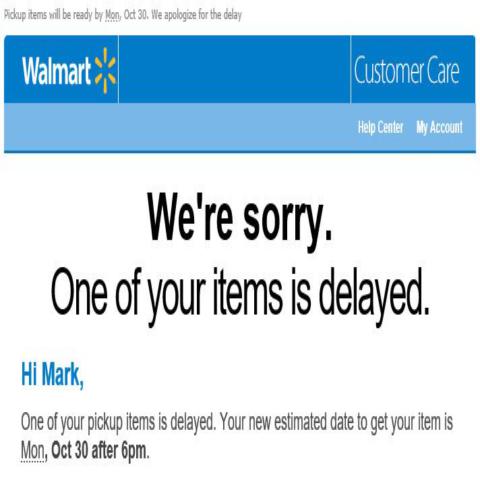 Pickup items will be ready by Mon, Oct 30. We apologize for the delay
Walmart Customer Care
Help Center My Account
We're sorry.
One of your items is delayed.
Hi Mark,
One of your pickup items is delayed. Your new estimated date to get your item is
Mon, Oct 30 after 6pm.